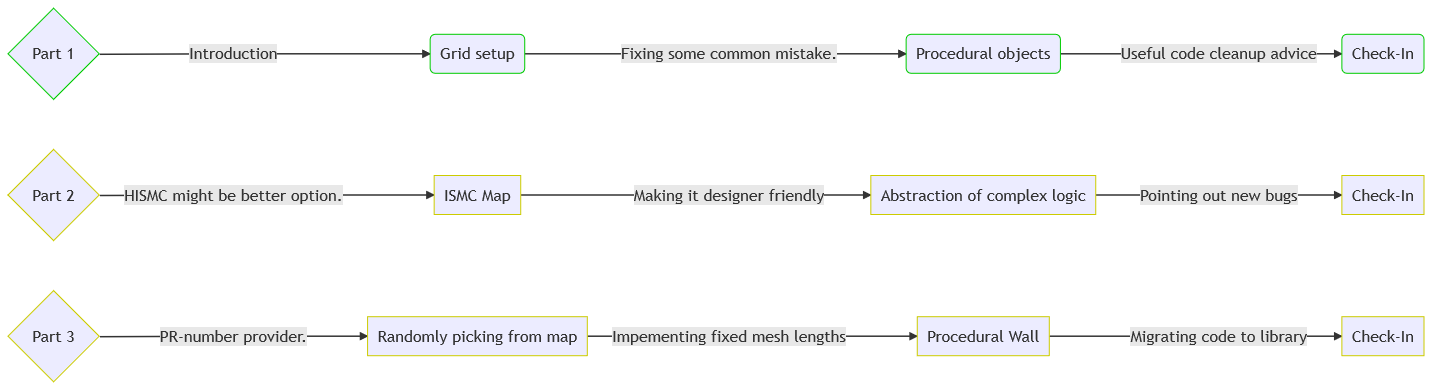 Part 1 Introduction Grid setup Fixing some common mistake. Procedural objects Useful code cleanup advice Check-In
Part 2 HISMC might be better option. ISMC Map Making it designer friendly Abstraction of complex logic Pointing out new bugs Check-In
Part 3 PR-number provider. Randomly picking from map Impementing fixed mesh lengths Procedural Wall Migrating code to library Check-In